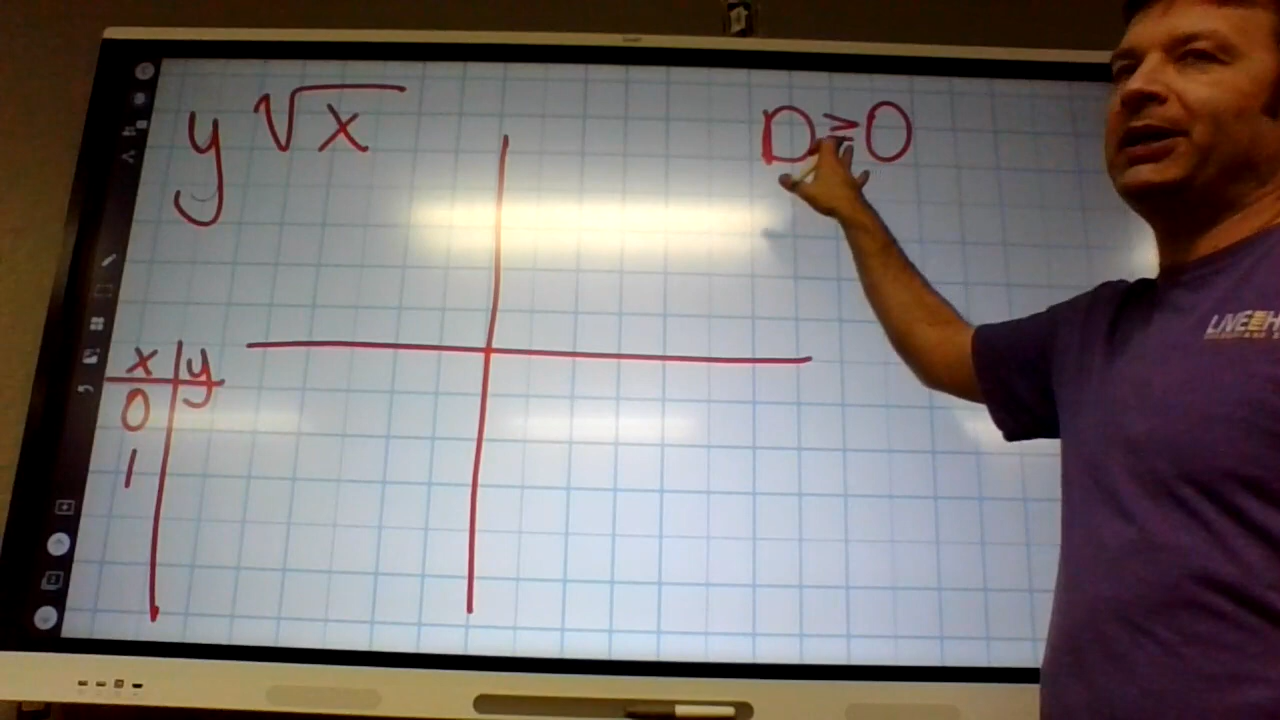 y √x
D ≥ 0
x | y
0
1